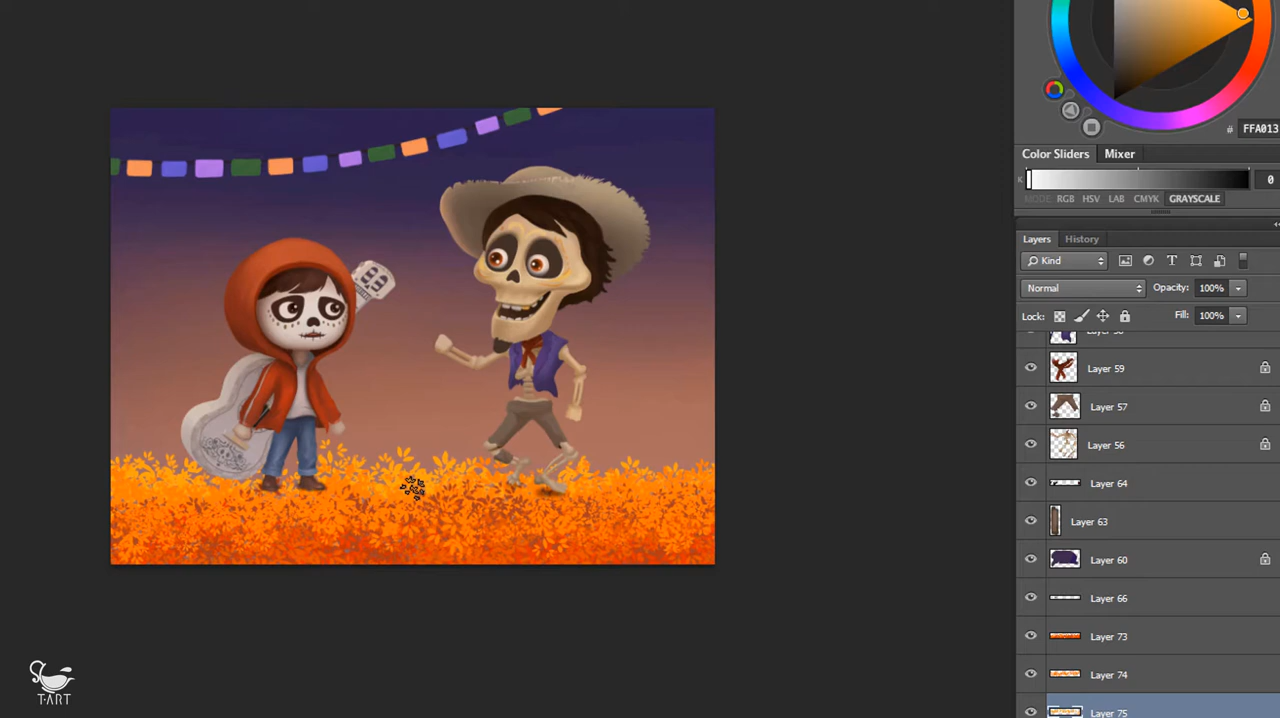 # FFA013
Color Sliders Mixer
K 0
MODE RGB HSV LAB CMYK GRAYSCALE
Layers History
Kind
Normal Opacity: 100%
Lock: Fill: 100%
Layer 59
Layer 57
Layer 56
Layer 64
Layer 63
Layer 60
Layer 66
Layer 73
Layer 74
Layer 75
T·ART